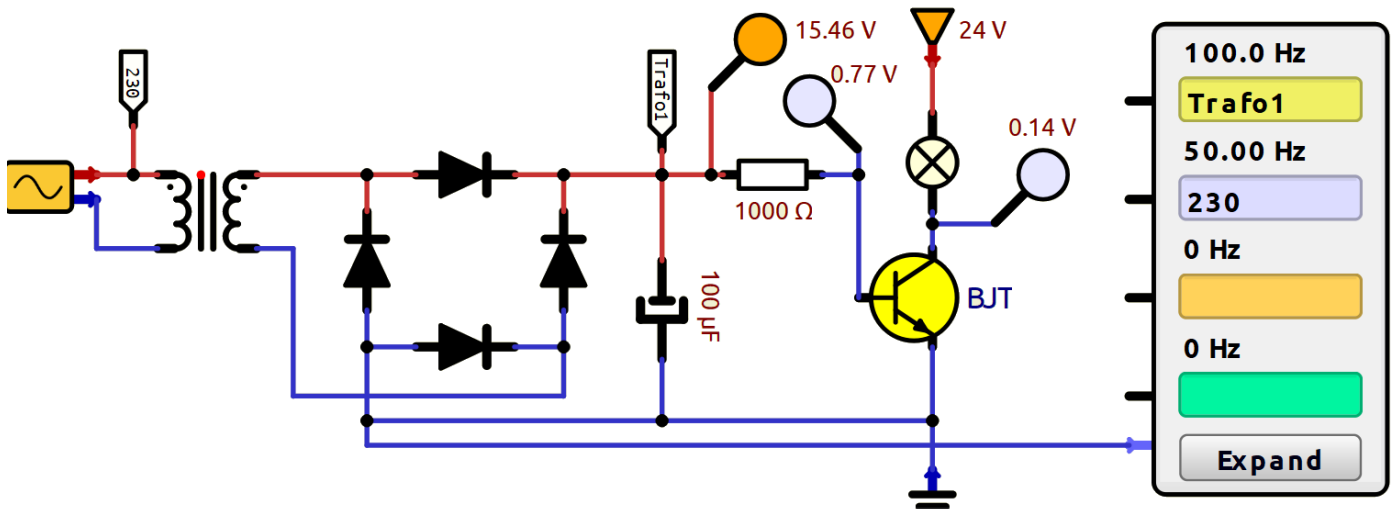 230
Trafo1
15.46 V
0.77 V
24 V
0.14 V
1000 Ω
100 µF
BJT
100.0 Hz
Trafo1
50.00 Hz
230
0 Hz
0 Hz
Expand